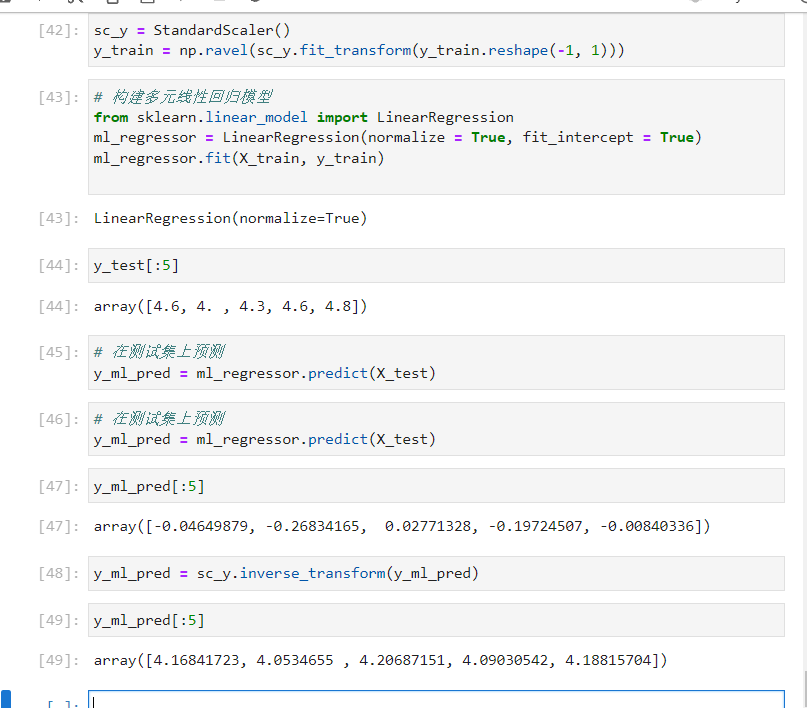 [42]: sc_y = StandardScaler()
y_train = np.ravel(sc_y.fit_transform(y_train.reshape(-1, 1)))
[43]: # 构建多元线性回归模型
from sklearn.linear_model import LinearRegression
ml_regressor = LinearRegression(normalize = True, fit_intercept = True)
ml_regressor.fit(X_train, y_train)
[43]: LinearRegression(normalize=True)
[44]: y_test[:5]
[44]: array([4.6, 4. , 4.3, 4.6, 4.8])
[45]: # 在测试集上预测
y_ml_pred = ml_regressor.predict(X_test)
[46]: # 在测试集上预测
y_ml_pred = ml_regressor.predict(X_test)
[47]: y_ml_pred[:5]
[47]: array([-0.04649879, -0.26834165,  0.02771328, -0.19724507, -0.00840336])
[48]: y_ml_pred = sc_y.inverse_transform(y_ml_pred)
[49]: y_ml_pred[:5]
[49]: array([4.16841723, 4.0534655 , 4.20687151, 4.09030542, 4.18815704])
[ ]: